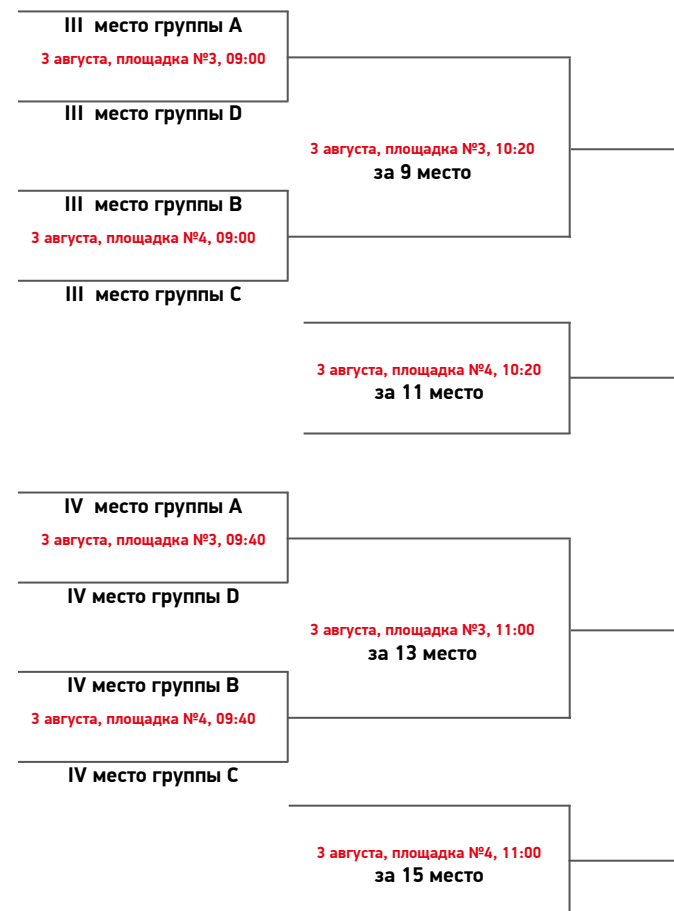 III место группы A
3 августа, площадка №3, 09:00
III место группы D
3 августа, площадка №3, 10:20
за 9 место
III место группы B
3 августа, площадка №4, 09:00
III место группы C
3 августа, площадка №4, 10:20
за 11 место
IV место группы A
3 августа, площадка №3, 09:40
IV место группы D
3 августа, площадка №3, 11:00
за 13 место
IV место группы B
3 августа, площадка №4, 09:40
IV место группы C
3 августа, площадка №4, 11:00
за 15 место